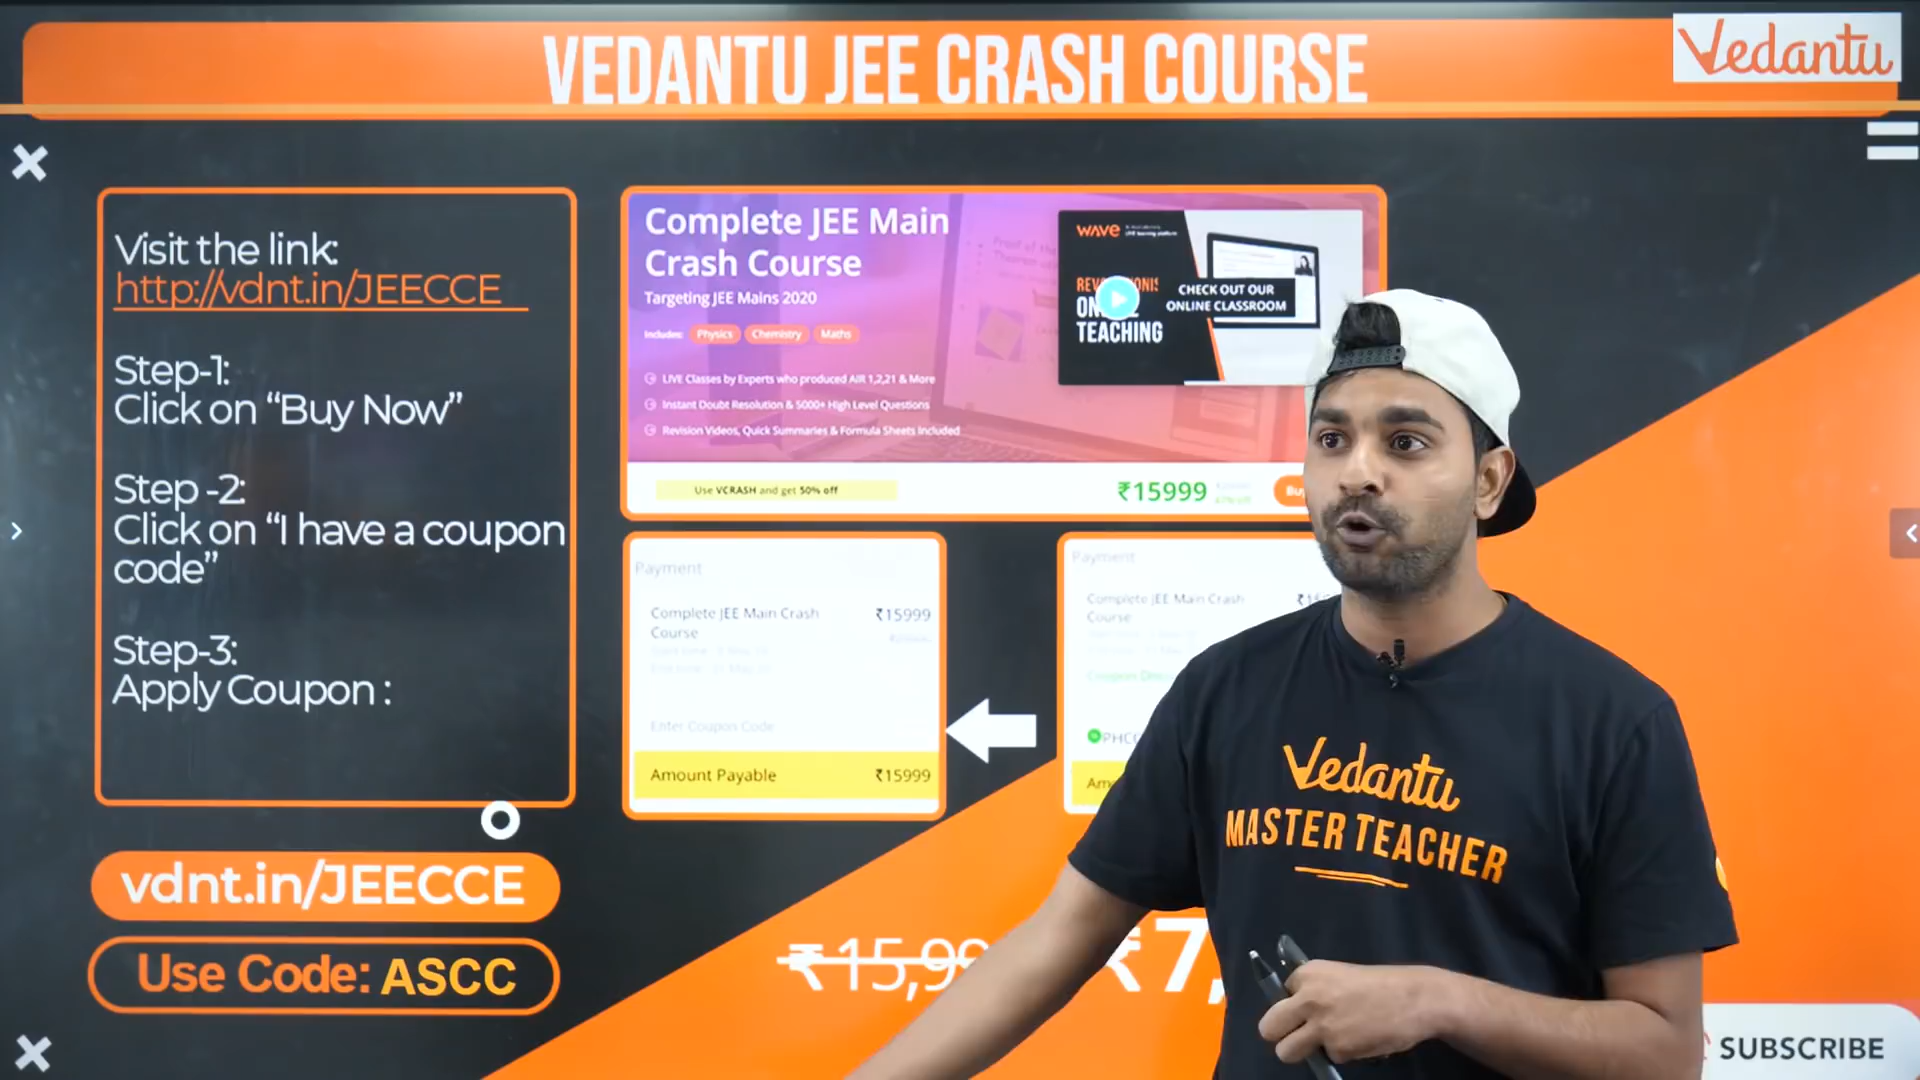 VEDANTU JEE CRASH COURSE
Vedantu
Visit the link:
http://vdnt.in/JEECCE
Step-1:
Click on “Buy Now”
Step -2:
Click on “I have a coupon
code”
Step-3:
Apply Coupon :
vdnt.in/JEECCE
Use Code: ASCC
Complete JEE Main
Crash Course
Targeting JEE Mains 2020
Includes: Physics Chemistry Maths
LIVE Classes by Experts who produced AIR 1,2,21 & More
Instant Doubt Resolution & 5000+ High Level Questions
Revision Videos, Quick Summaries & Formula Sheets Included
WAVE
CHECK OUT OUR
ONLINE CLASSROOM
TEACHING
Use VCRASH and get 50% off
₹15999
Payment
Complete JEE Main Crash
Course
₹15999
Enter Coupon Code
Amount Payable
₹15999
Payment
Complete JEE Main Crash
Course
₹15,99
₹7,
Vedantu
MASTER TEACHER
SUBSCRIBE